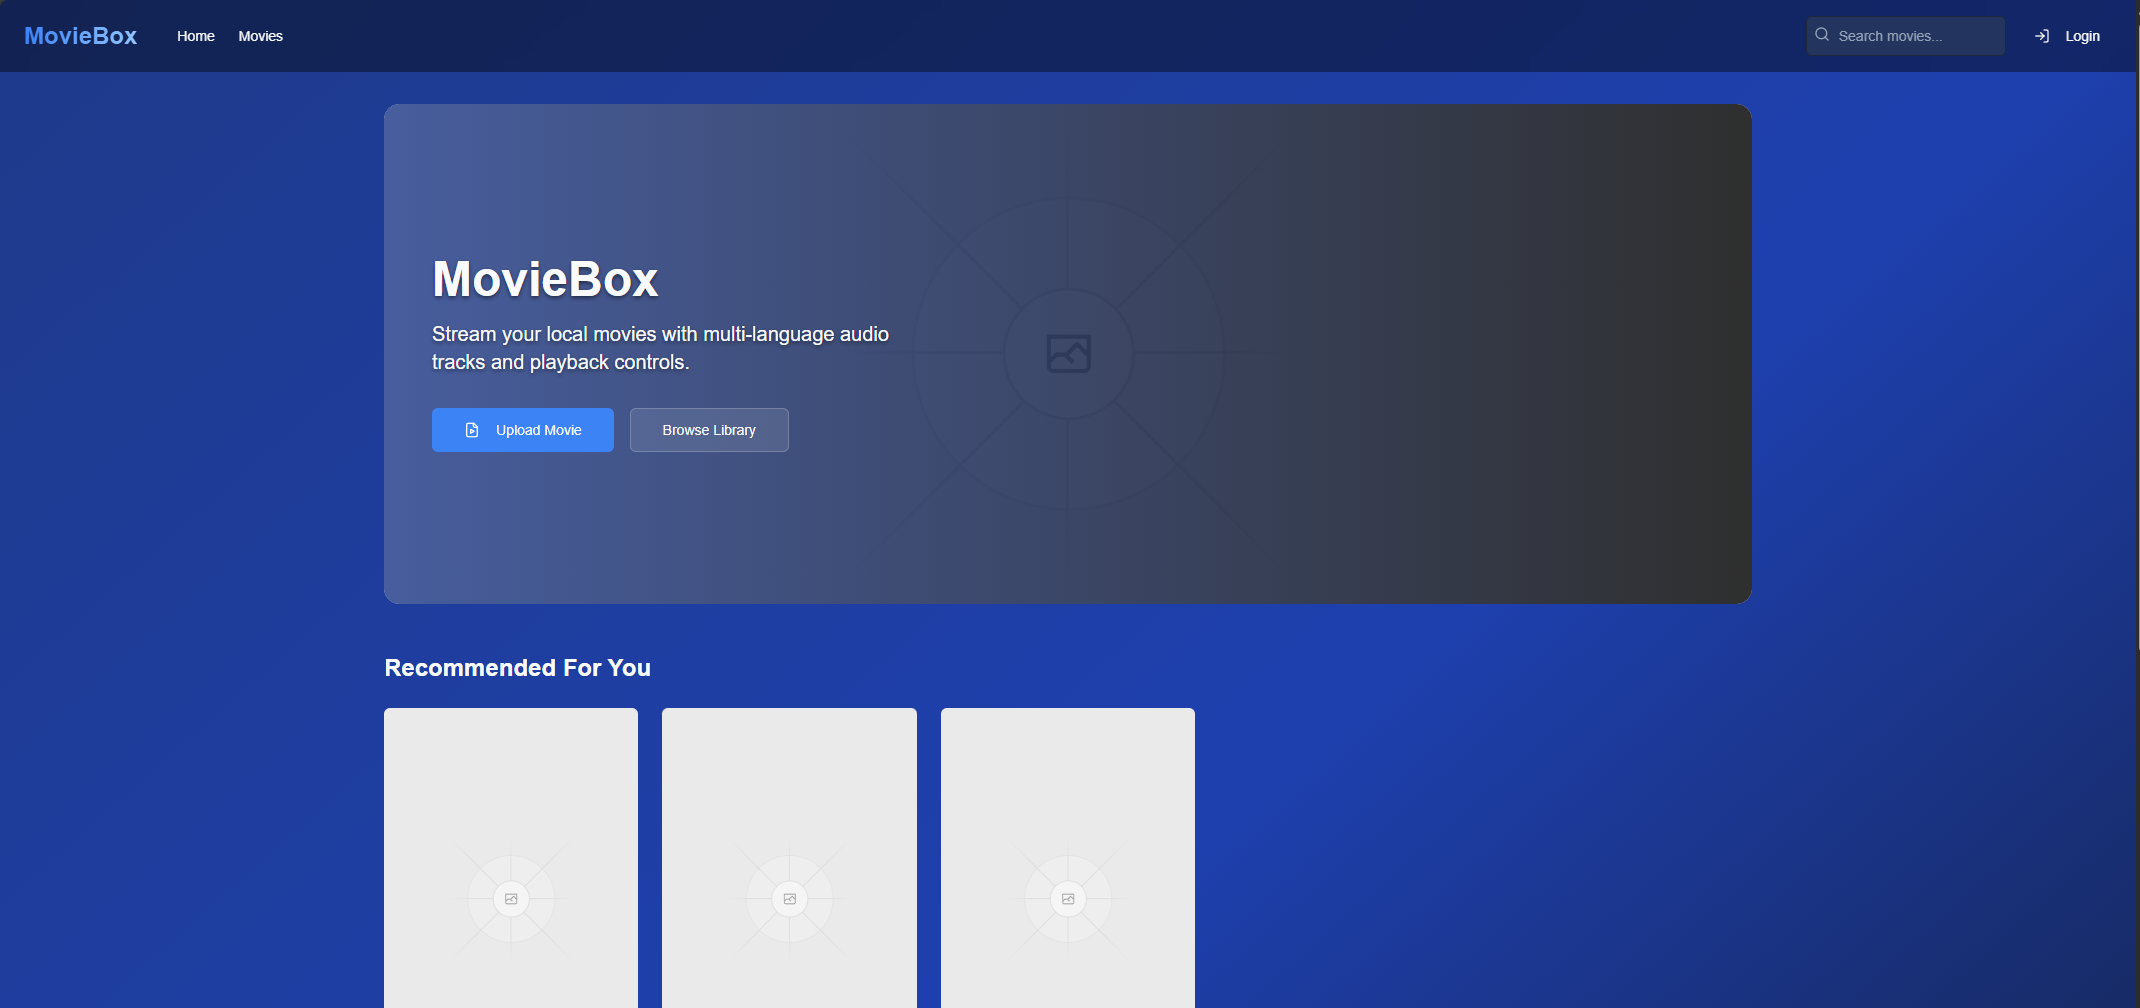 MovieBox
Home
Movies
Search movies...
Login
MovieBox
Stream your local movies with multi-language audio
tracks and playback controls.
Upload Movie
Browse Library
Recommended For You